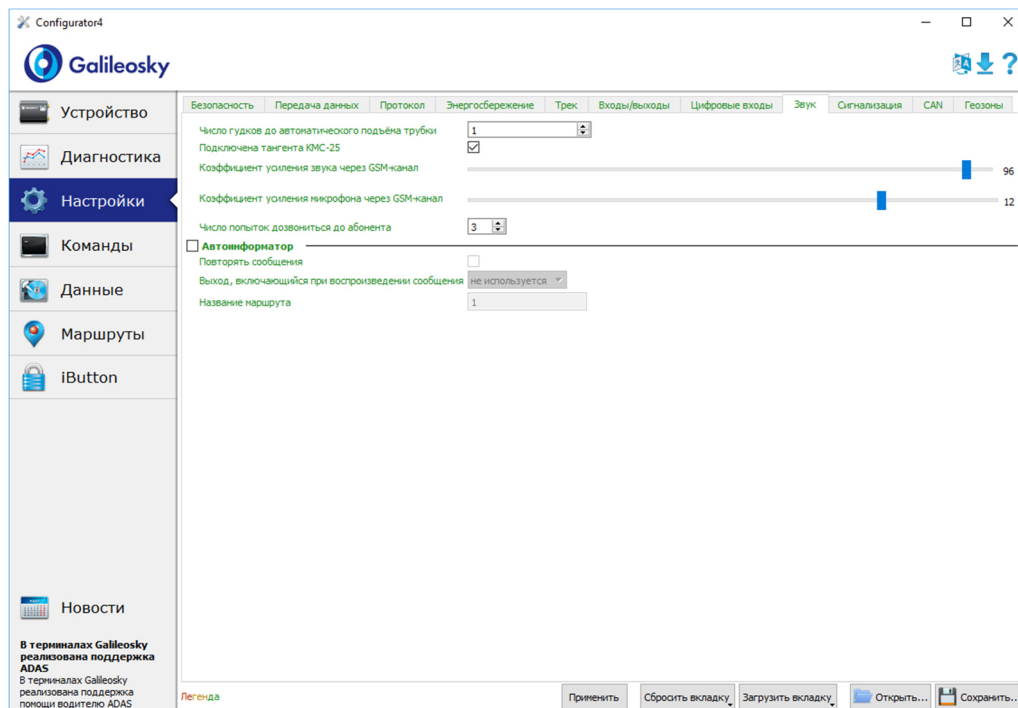 Configurator4
Galileosky
Устройство
Диагностика
Настройки
Команды
Данные
Маршруты
iButton
Новости
В терминалах Galileosky
реализована поддержка
ADAS
В терминалах Galileosky
реализована поддержка
помощи водителю ADAS
Безопасность Передача данных Протокол Энергосбережение Трек Входы/выходы Цифровые входы Звук Сигнализация CAN Геозоны
Число гудков до автоматического подъёма трубки 1
Подключена тангента КМС-25
Коэффициент усиления звука через GSM-канал 96
Коэффициент усиления микрофона через GSM-канал 12
Число попыток дозвониться до абонента 3
Автоинформатор
Повторять сообщения
Выход, включающийся при воспроизведении сообщения не используется
Название маршрута 1
Легенда Применить Сбросить вкладку Загрузить вкладку Открыть... Сохранить...